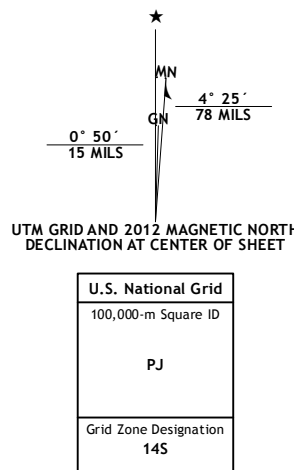 ★
MN
4° 25´
78 MILS
GN
0° 50´
15 MILS
UTM GRID AND 2012 MAGNETIC NORTH
DECLINATION AT CENTER OF SHEET
U.S. National Grid
100,000-m Square ID
PJ
Grid Zone Designation
14S